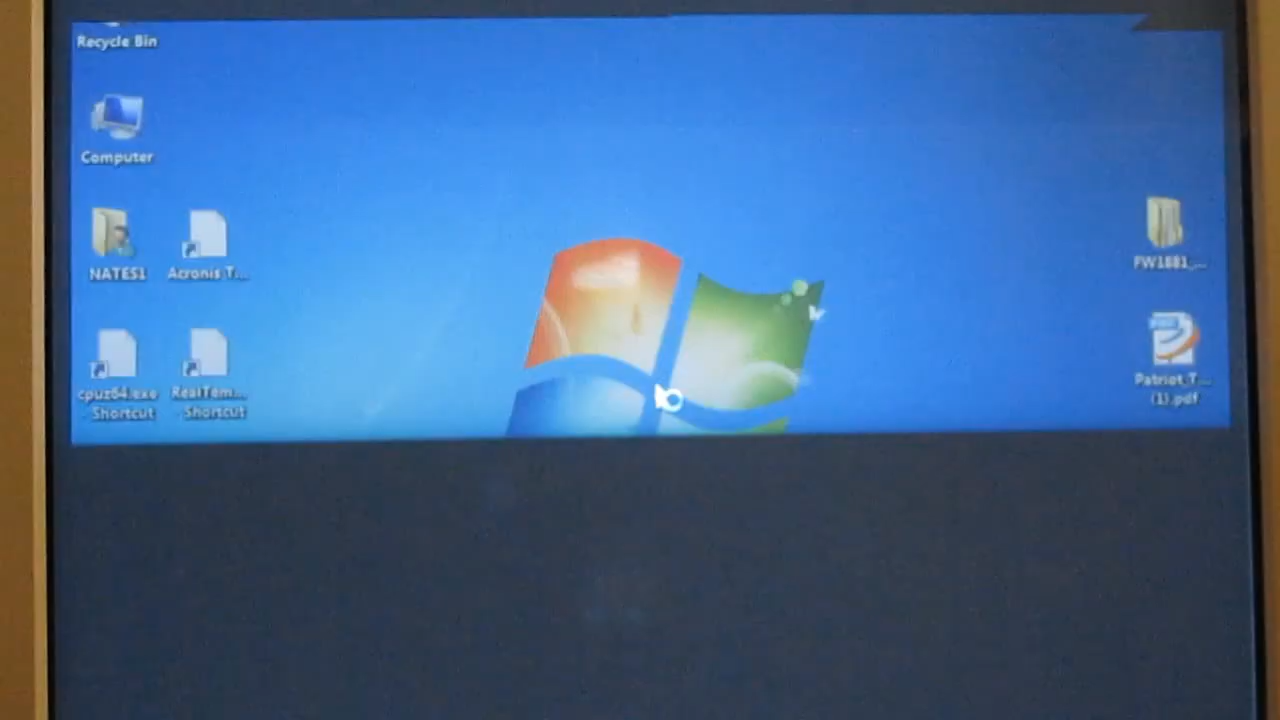 Recycle Bin
Computer
NATES1
Acronis T...
cpuz64.exe
- Shortcut
RealTem...
- Shortcut
FW1881_...
Patriot_T...
(1).pdf